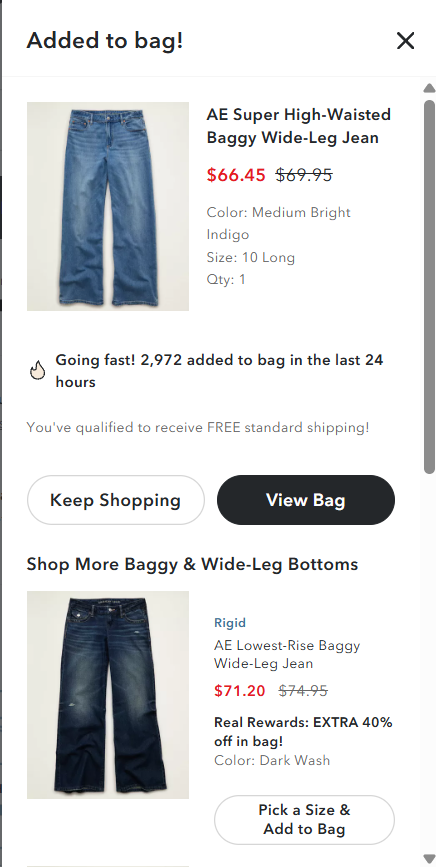 Added to bag!
AE Super High-Waisted
Baggy Wide-Leg Jean
$66.45 $69.95
Color: Medium Bright
Indigo
Size: 10 Long
Qty: 1
Going fast! 2,972 added to bag in the last 24
hours
You've qualified to receive FREE standard shipping!
Keep Shopping
View Bag
Shop More Baggy & Wide-Leg Bottoms
Rigid
AE Lowest-Rise Baggy
Wide-Leg Jean
$71.20 $74.95
Real Rewards: EXTRA 40%
off in bag!
Color: Dark Wash
Pick a Size &
Add to Bag